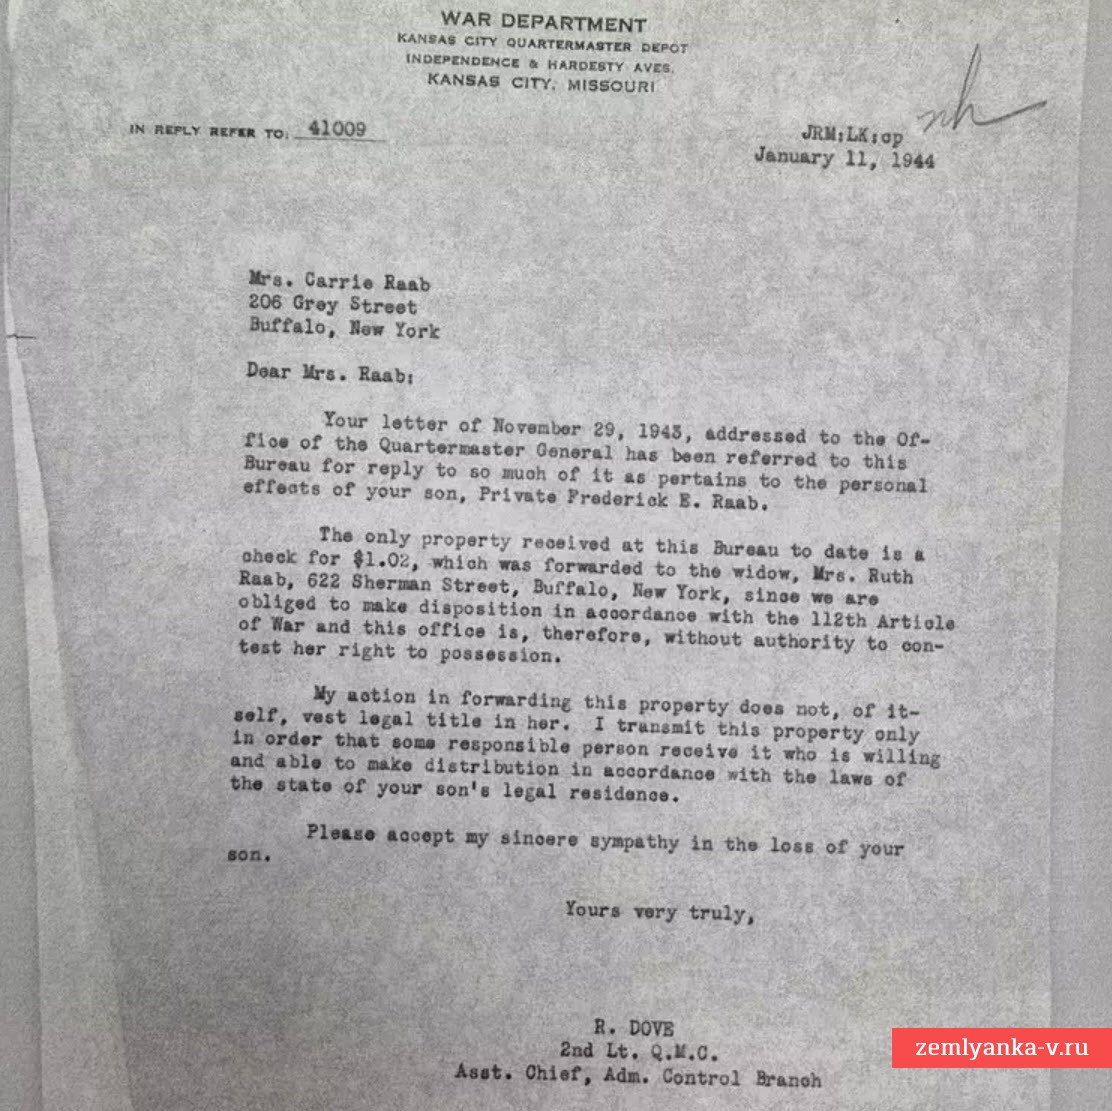 WAR DEPARTMENT
KANSAS CITY QUARTERMASTER DEPOT
INDEPENDENCE & HARDESTY AVES.
KANSAS CITY, MISSOURI
nh
IN REPLY REFER TO: 41009
JRM:LK:op
January 11, 1944
Mrs. Carrie Raab
206 Grey Street
Buffalo, New York
Dear Mrs. Raab:
Your letter of November 29, 1943, addressed to the Of-
fice of the Quartermaster General has been referred to this
Bureau for reply to so much of it as pertains to the personal
effects of your son, Private Frederick E. Raab.
The only property received at this Bureau to date is a
check for $1.02, which was forwarded to the widow, Mrs. Ruth
Raab, 622 Sherman Street, Buffalo, New York, since we are
obliged to make disposition in accordance with the 112th Article
of War and this office is, therefore, without authority to con-
test her right to possession.
My action in forwarding this property does not, of it-
self, vest legal title in her. I transmit this property only
in order that some responsible person receive it who is willing
and able to make distribution in accordance with the laws of
the state of your son's legal residence.
Please accept my sincere sympathy in the loss of your
son.
Yours very truly,
R. DOVE
2nd Lt. Q.M.C.
Asst. Chief, Adm. Control Branch
zemlyanka-v.ru